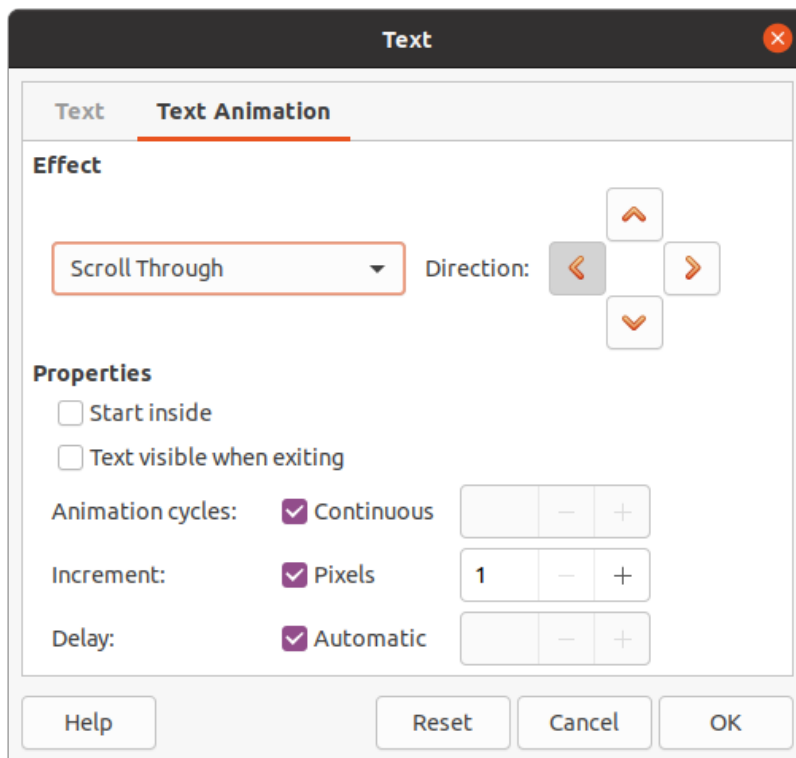 Text
Text Text Animation
Effect
Scroll Through Direction:
Properties
Start inside
Text visible when exiting
Animation cycles: Continuous
Increment: Pixels 1
Delay: Automatic
Help Reset Cancel OK